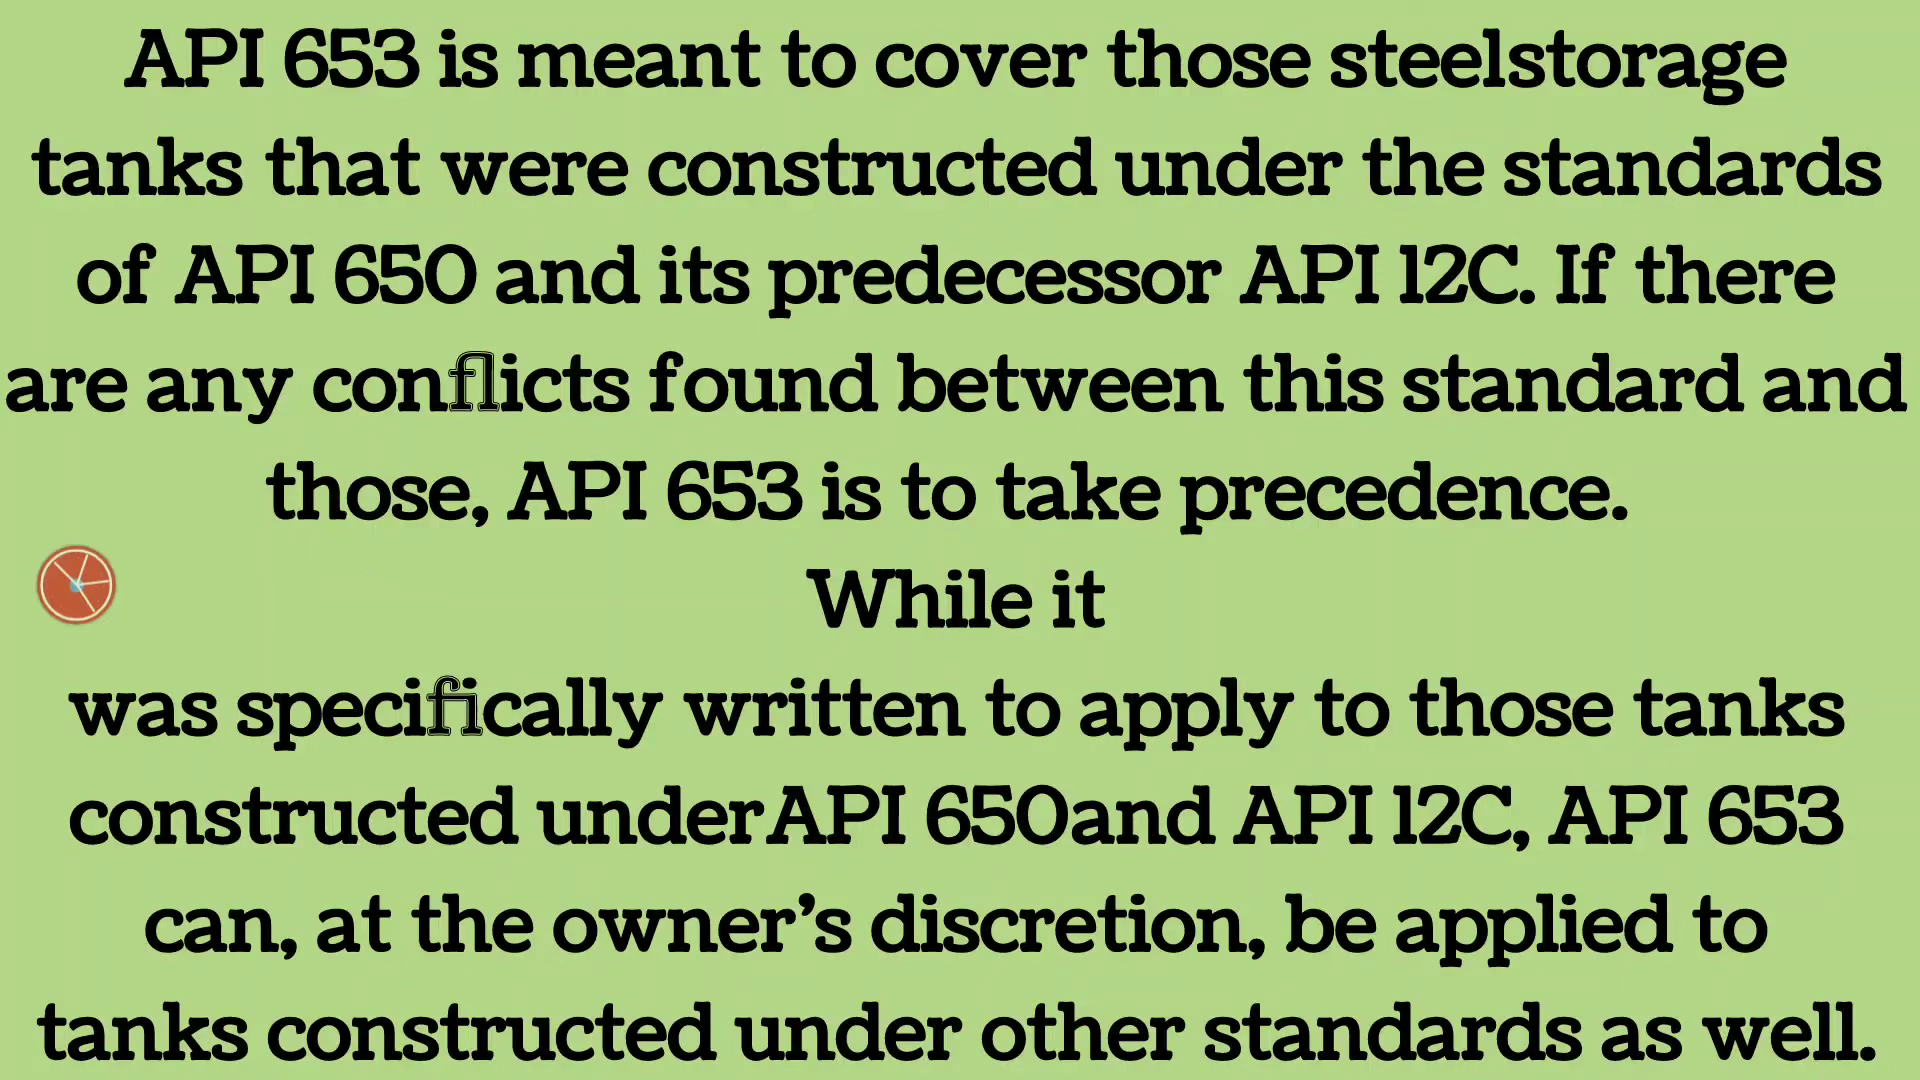 API 653 is meant to cover those steelstorage
tanks that were constructed under the standards
of API 650 and its predecessor API 12C. If there
are any conflicts found between this standard and
those, API 653 is to take precedence.
While it
was specifically written to apply to those tanks
constructed underAPI 650and API 12C, API 653
can, at the owner’s discretion, be applied to
tanks constructed under other standards as well.